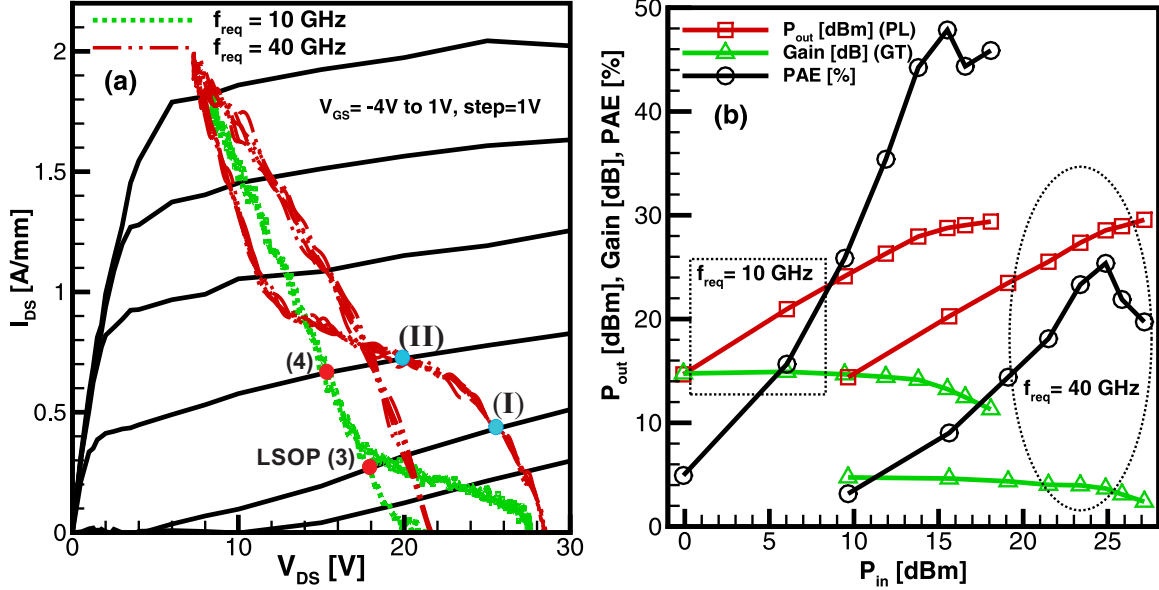 f_req = 10 GHz
f_req = 40 GHz
(a)
V_GS= -4V to 1V, step=1V
(II)
(4)
(I)
LSOP (3)
2
1.5
1
0.5
0
I_DS [A/mm]
0 10 20 30
V_DS [V]
P_out [dBm] (PL)
Gain [dB] (GT)
PAE [%]
(b)
f_req= 10 GHz
f_req= 40 GHz
50
40
30
20
10
0
P_out [dBm], Gain [dB], PAE [%]
0 5 10 15 20 25
P_in [dBm]